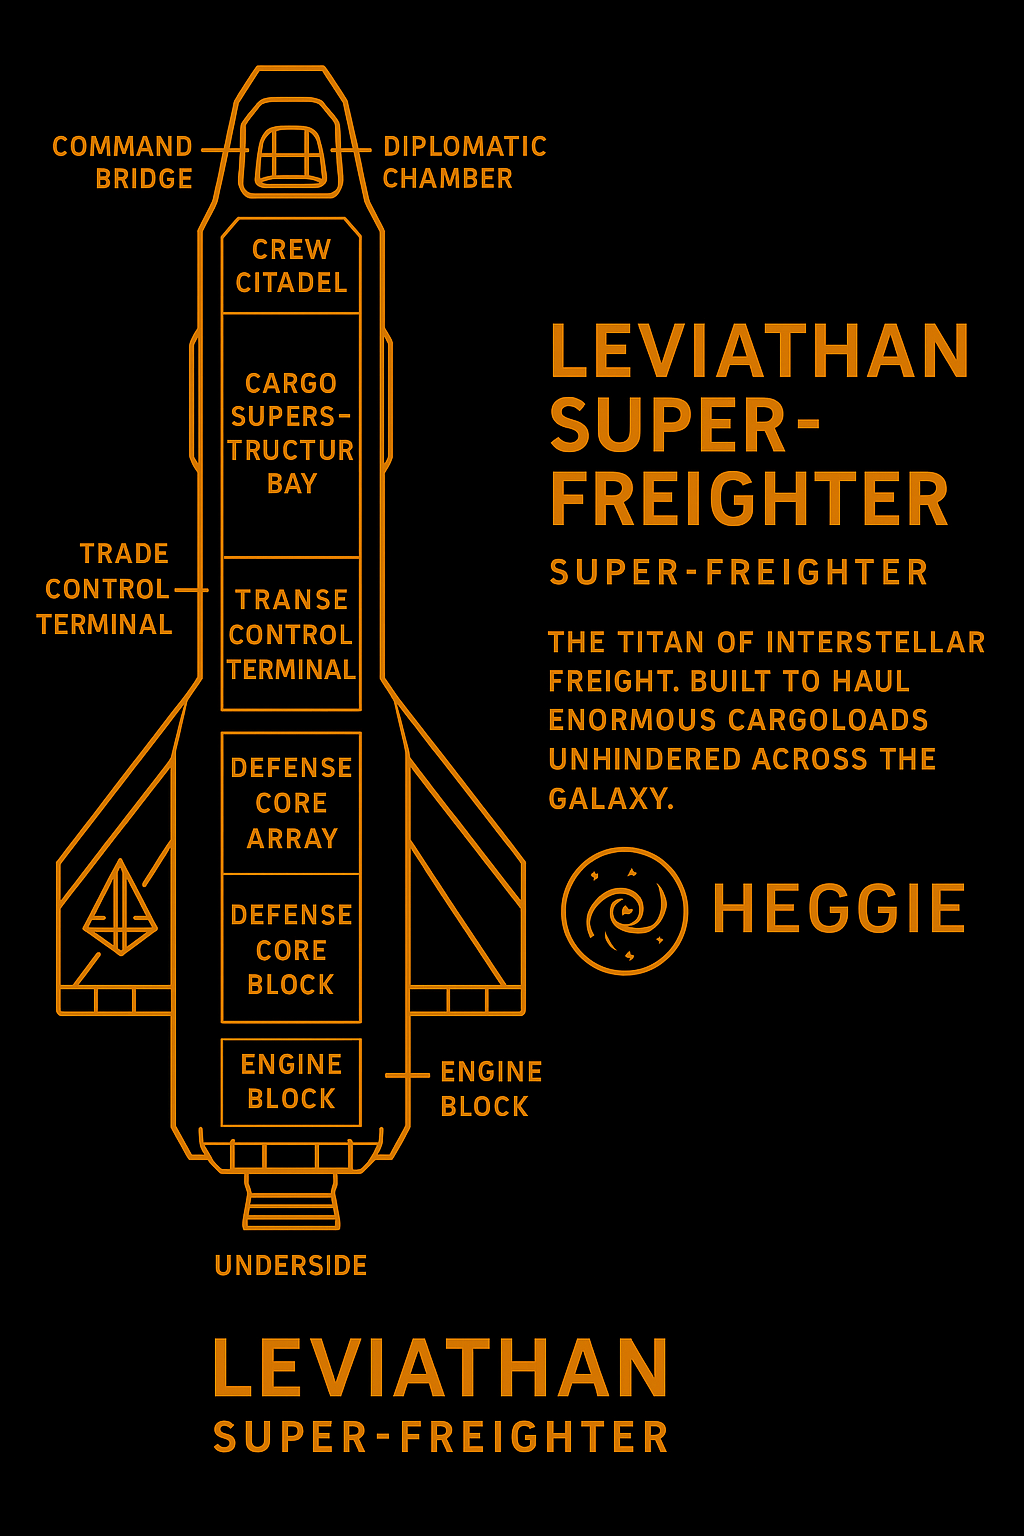 COMMAND
BRIDGE
DIPLOMATIC
CHAMBER
CREW
CITADEL
CARGO
SUPERS-
TRUCTUR
BAY
TRADE
CONTROL
TERMINAL
TRANSE
CONTROL
TERMINAL
DEFENSE
CORE
ARRAY
DEFENSE
CORE
BLOCK
ENGINE
BLOCK
ENGINE
BLOCK
UNDERSIDE
LEVIATHAN
SUPER-
FREIGHTER
SUPER-FREIGHTER
THE TITAN OF INTERSTELLAR
FREIGHT. BUILT TO HAUL
ENORMOUS CARGOLOADS
UNHINDERED ACROSS THE
GALAXY.
HEGGIE
LEVIATHAN
SUPER-FREIGHTER